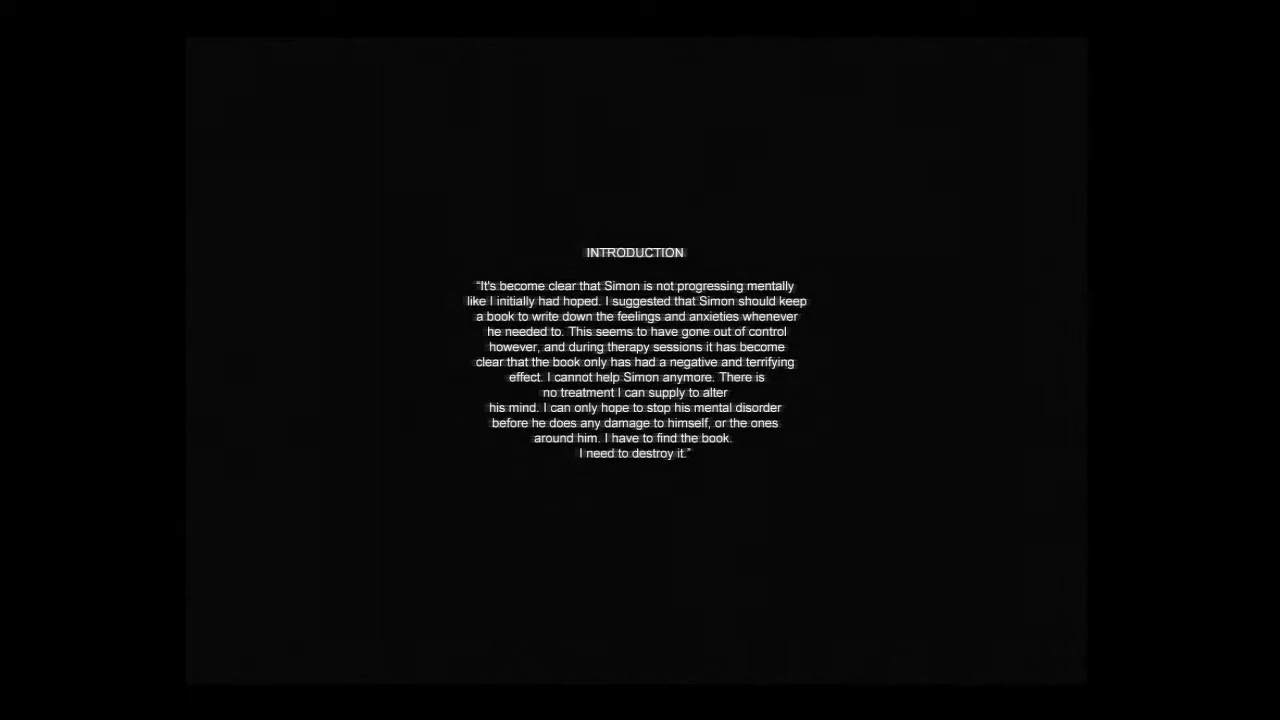 INTRODUCTION
“It's become clear that Simon is not progressing mentally
like I initially had hoped. I suggested that Simon should keep
a book to write down the feelings and anxieties whenever
he needed to. This seems to have gone out of control
however, and during therapy sessions it has become
clear that the book only has had a negative and terrifying
effect. I cannot help Simon anymore. There is
no treatment I can supply to alter
his mind. I can only hope to stop his mental disorder
before he does any damage to himself, or the ones
around him. I have to find the book.
I need to destroy it.”